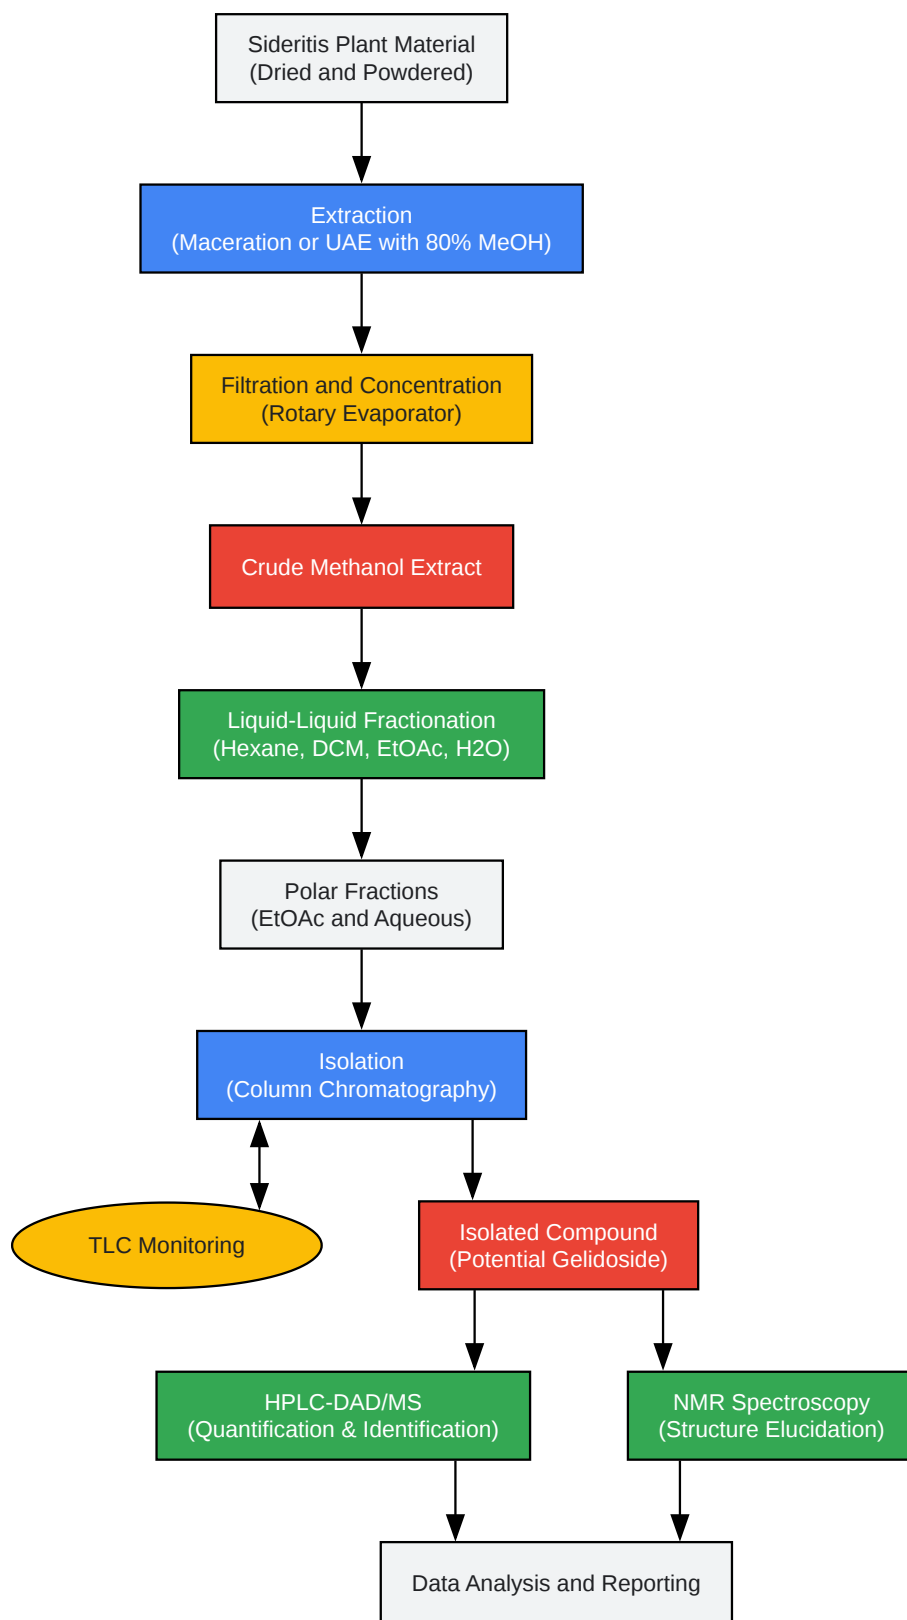 Sideritis Plant Material
(Dried and Powdered)
Extraction
(Maceration or UAE with 80% MeOH)
Filtration and Concentration
(Rotary Evaporator)
Crude Methanol Extract
Liquid-Liquid Fractionation
(Hexane, DCM, EtOAc, H2O)
Polar Fractions
(EtOAc and Aqueous)
Isolation
(Column Chromatography)
TLC Monitoring
Isolated Compound
(Potential Gelidoside)
HPLC-DAD/MS
(Quantification & Identification)
NMR Spectroscopy
(Structure Elucidation)
Data Analysis and Reporting